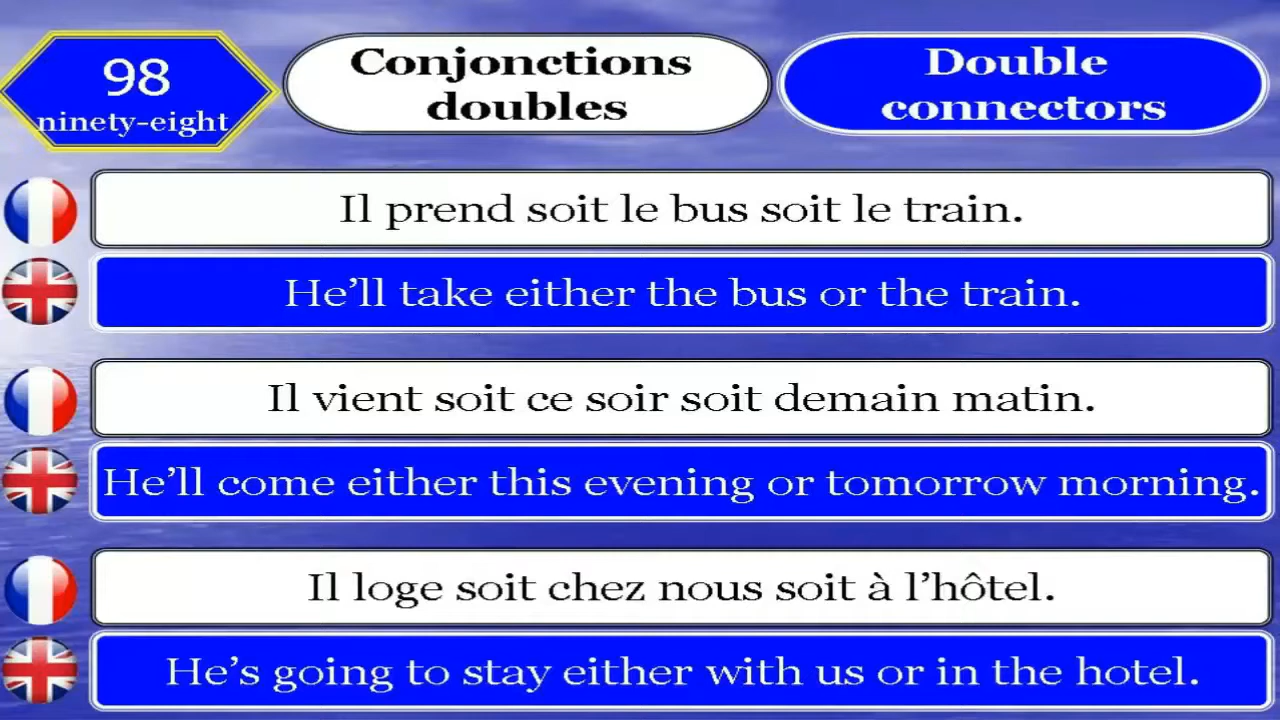 98
ninety-eight
Conjonctions
doubles
Double
connectors
Il prend soit le bus soit le train.
He’ll take either the bus or the train.
Il vient soit ce soir soit demain matin.
He’ll come either this evening or tomorrow morning.
Il loge soit chez nous soit à l’hôtel.
He’s going to stay either with us or in the hotel.